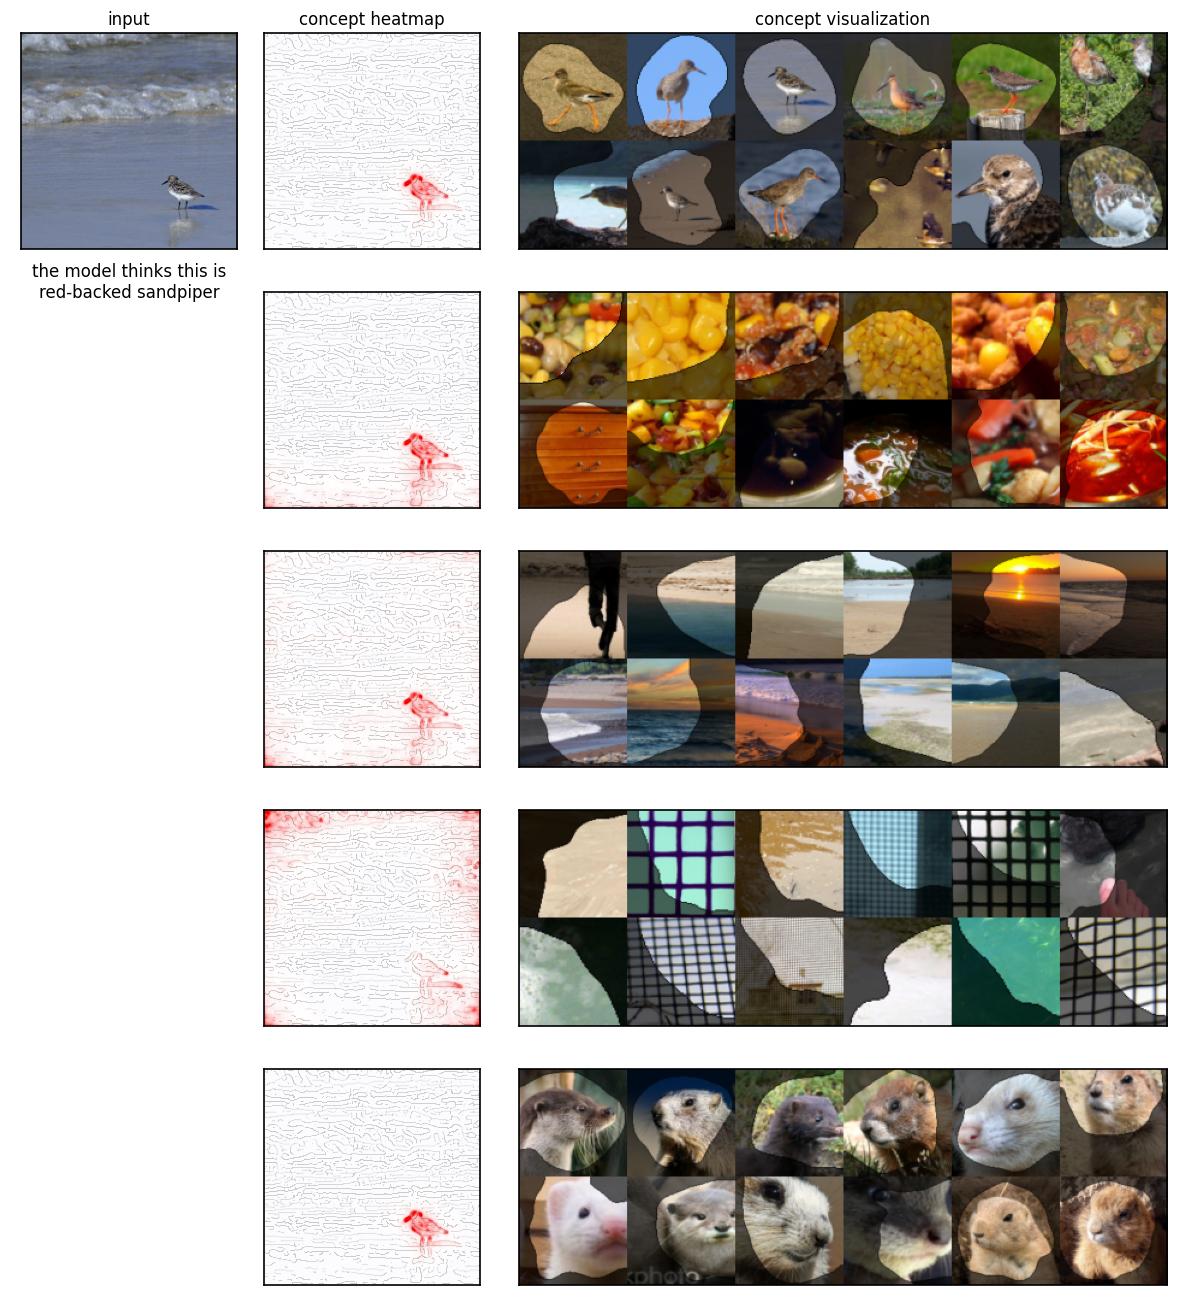 input
concept heatmap
concept visualization
the model thinks this is
red-backed sandpiper